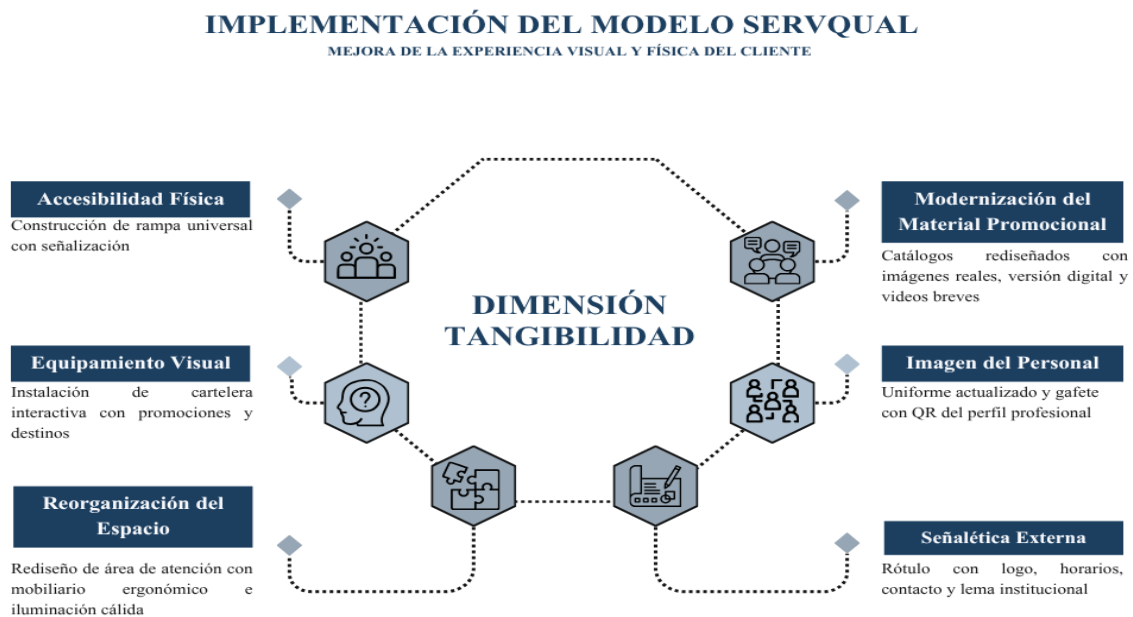 IMPLEMENTACIÓN DEL MODELO SERVQUAL
MEJORA DE LA EXPERIENCIA VISUAL Y FÍSICA DEL CLIENTE
Accesibilidad Física
Construcción de rampa universal
con señalización
Equipamiento Visual
Instalación de cartelera
interactiva con promociones y
destinos
Reorganización del
Espacio
Rediseño de área de atención con
mobiliario ergonómico e
iluminación cálida
DIMENSIÓN
TANGIBILIDAD
Modernización del
Material Promocional
Catálogos rediseñados con
imágenes reales, versión digital y
videos breves
Imagen del Personal
Uniforme actualizado y gafete
con QR del perfil profesional
Señalética Externa
Rótulo con logo, horarios,
contacto y lema institucional